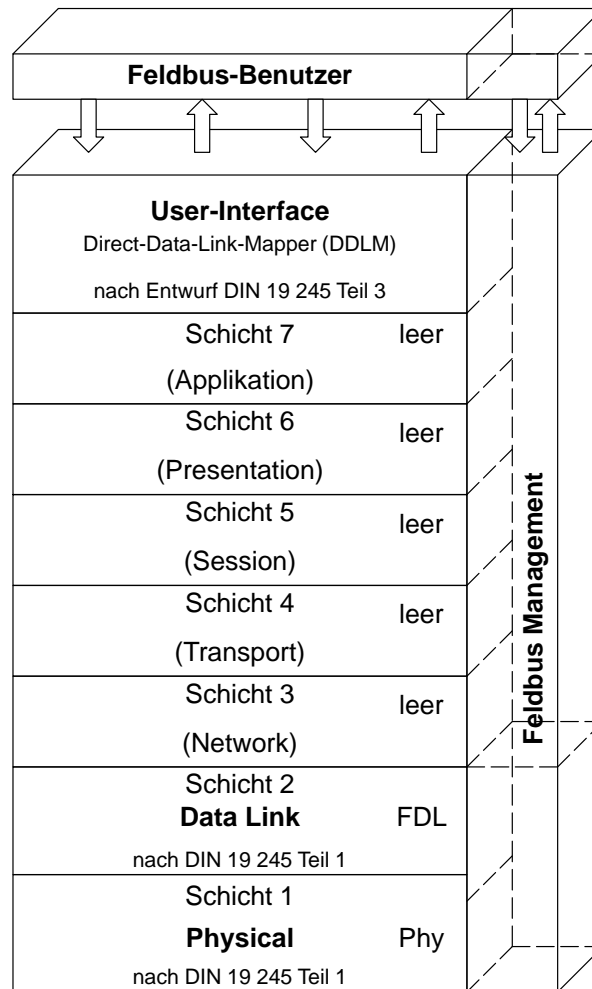 Feldbus-Benutzer
User-Interface
Direct-Data-Link-Mapper (DDLM)
nach Entwurf DIN 19 245 Teil 3
Schicht 7 leer
(Applikation)
Schicht 6 leer
(Presentation)
Schicht 5 leer
(Session)
Schicht 4 leer
(Transport)
Schicht 3 leer
(Network)
Schicht 2
Data Link FDL
nach DIN 19 245 Teil 1
Schicht 1
Physical Phy
nach DIN 19 245 Teil 1
Feldbus Management